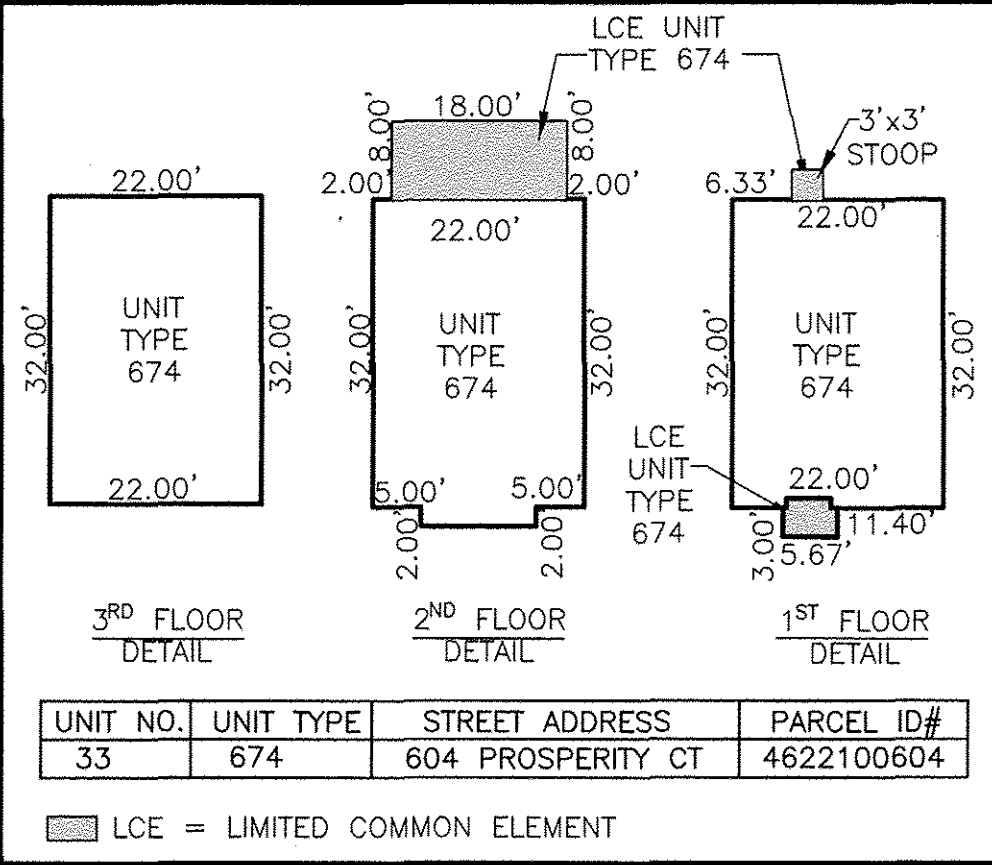 LCE UNIT
TYPE 674
3'x3'
STOOP
22.00'
32.00'
UNIT
TYPE
674
32.00'
22.00'
3RD FLOOR
DETAIL
18.00'
8.00'
8.00'
2.00'
2.00'
22.00'
32.00'
UNIT
TYPE
674
32.00'
5.00'
5.00'
2.00'
2.00'
2ND FLOOR
DETAIL
6.33'
22.00'
32.00'
UNIT
TYPE
674
32.00'
LCE
UNIT
TYPE
674
22.00'
11.40'
3.00'
5.67'
1ST FLOOR
DETAIL
UNIT NO. UNIT TYPE STREET ADDRESS PARCEL ID#
33 674 604 PROSPERITY CT 4622100604
LCE = LIMITED COMMON ELEMENT